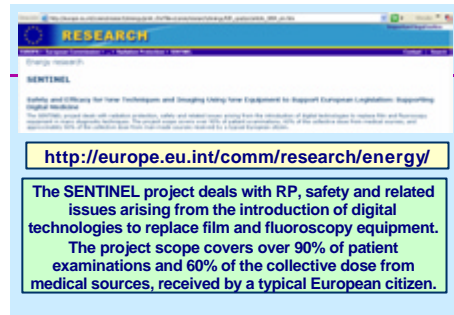 RESEARCH
Energy research
SENTINEL
Safety and Efficacy for New Techniques and Imaging Using New Equipment to Support European Legislation: Supporting
Digital Medicine
http://europe.eu.int/comm/research/energy/
The SENTINEL project deals with RP, safety and related
issues arising from the introduction of digital
technologies to replace film and fluoroscopy equipment.
The project scope covers over 90% of patient
examinations and 60% of the collective dose from
medical sources, received by a typical European citizen.